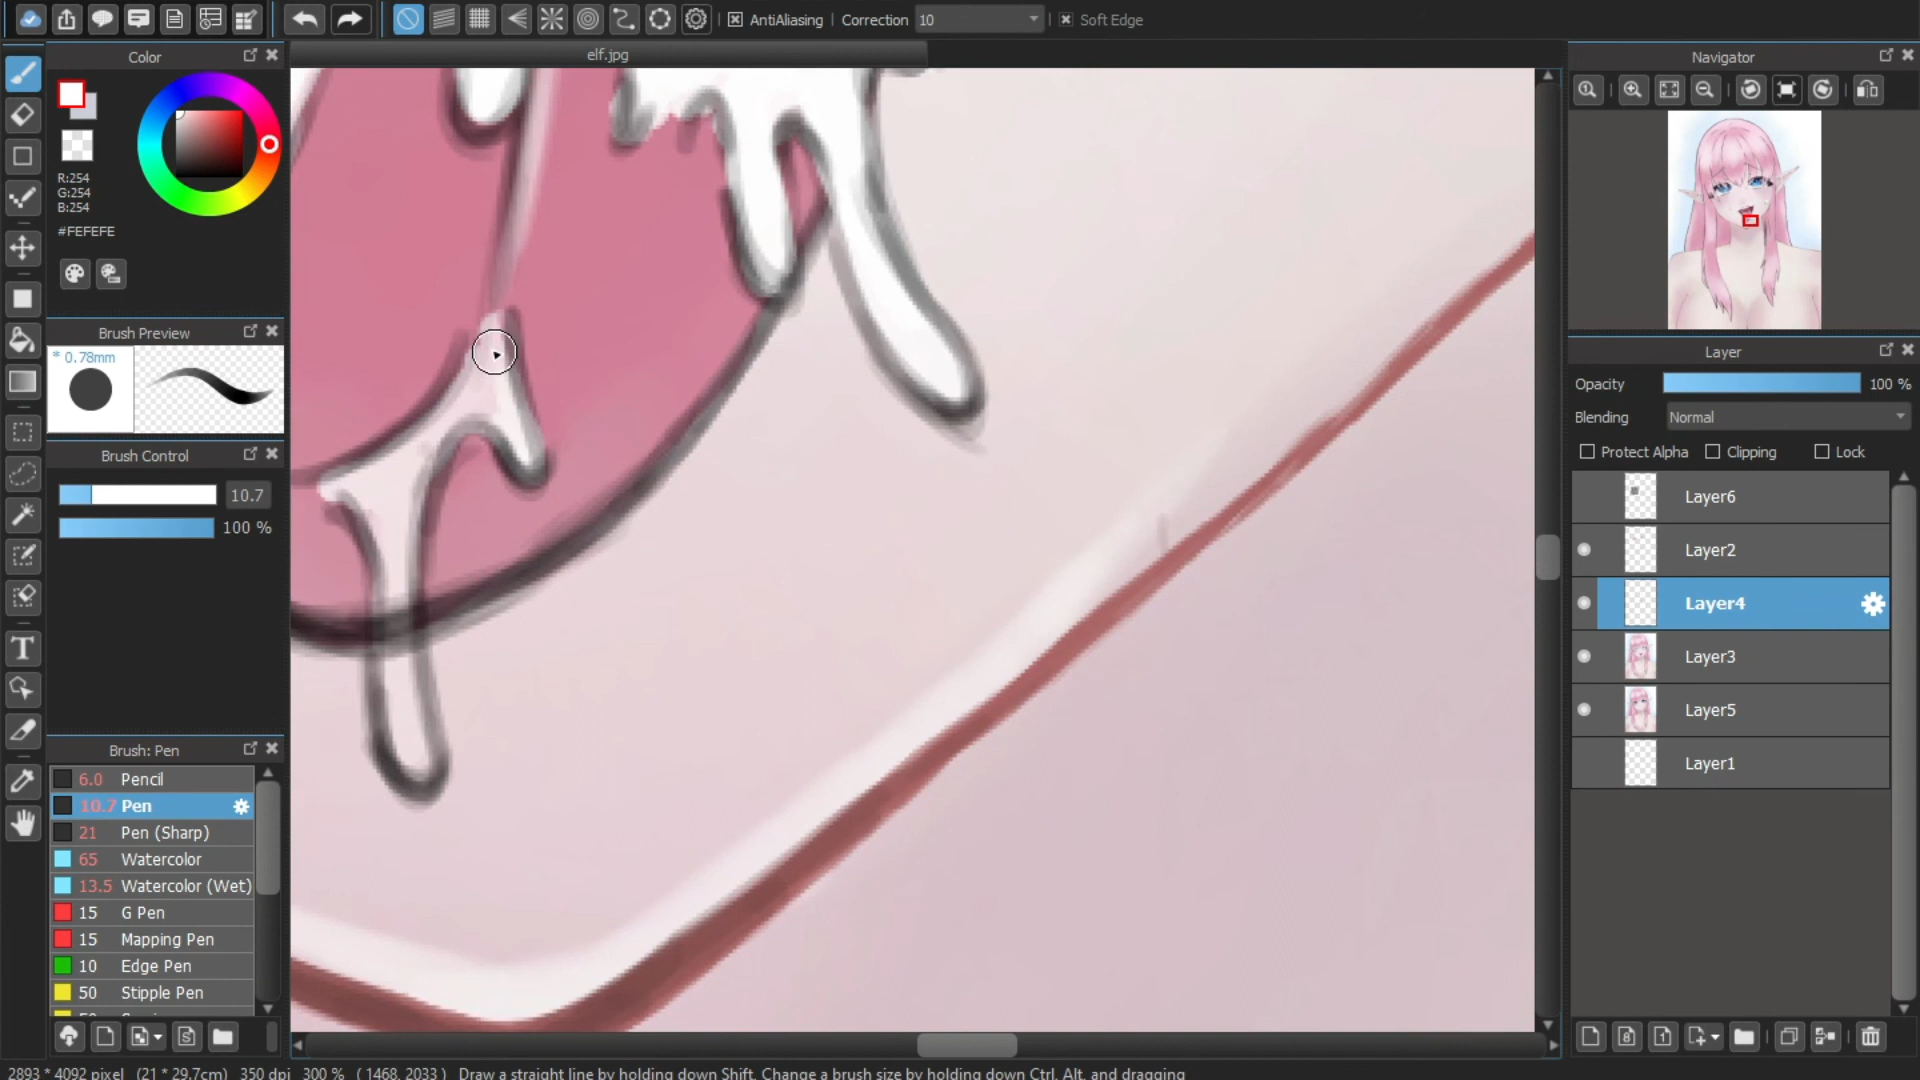 AntiAliasing
Correction 10
Soft Edge
Color
elf.jpg
Navigator
R:254
G:254
B:254
#FEFEFE
Brush Preview
* 0.78mm
Brush Control
10.7
100 %
Layer
Opacity 100 %
Blending Normal
Protect Alpha Clipping Lock
Layer6
Layer2
Layer4
Layer3
Layer5
Layer1
Brush: Pen
6.0 Pencil
10.7 Pen
21 Pen (Sharp)
65 Watercolor
13.5 Watercolor (Wet)
15 G Pen
15 Mapping Pen
10 Edge Pen
50 Stipple Pen
2893 * 4092 pixel (21 * 29.7cm) 350 dpi 300 % ( 1468, 2033 ) Draw a straight line by holding down Shift, Change a brush size by holding down Ctrl, Alt, and dragging